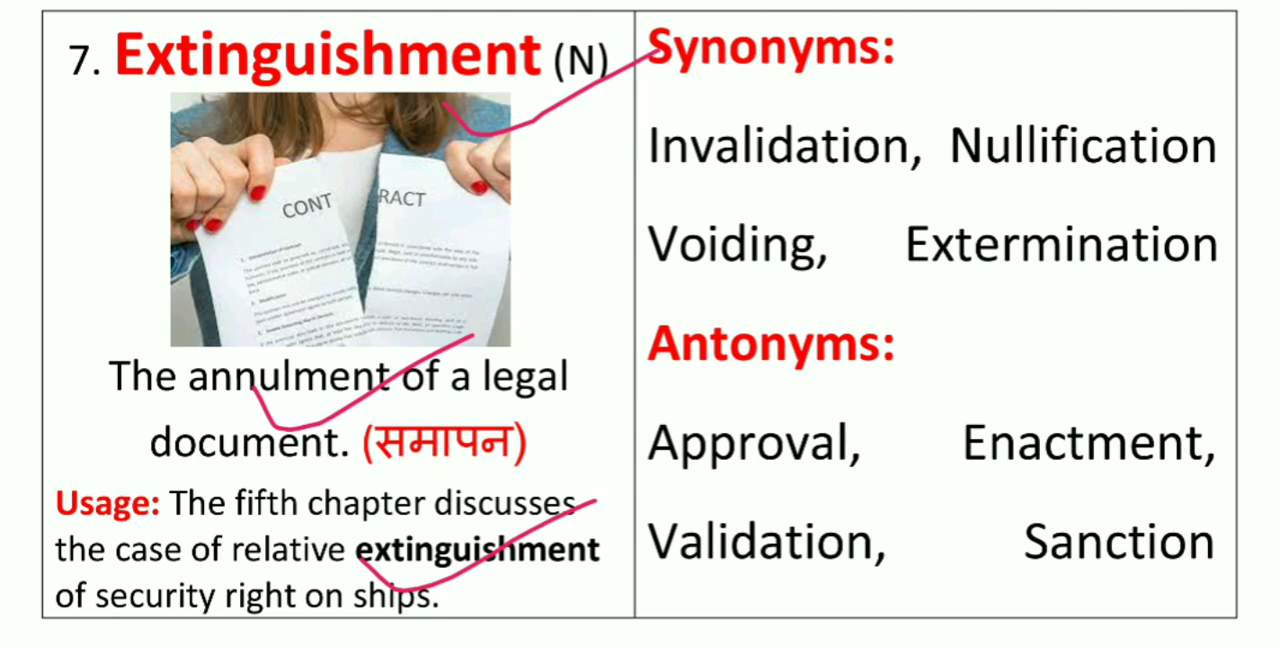 7. Extinguishment (N)
CONT
RACT
The annulment of a legal
document. (समापन)
Usage: The fifth chapter discusses
the case of relative extinguishment
of security right on ships.
Synonyms:
Invalidation, Nullification
Voiding, Extermination
Antonyms:
Approval, Enactment,
Validation, Sanction